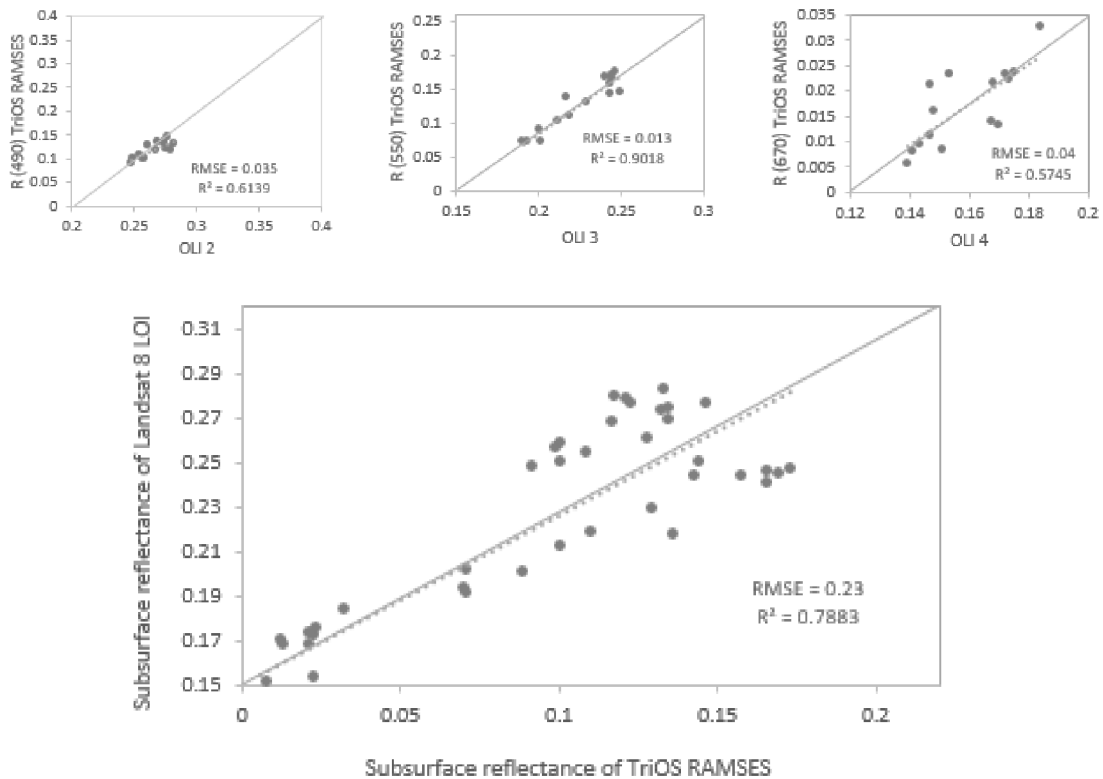 0.4
0.35
0.3
0.25
0.2
0.15
0.1
0.05
0
R (490) TriOS RAMSES
RMSE = 0.035
R² = 0.6139
0.2 0.25 0.3 0.35 0.4
OLI 2
0.25
0.2
0.15
0.1
0.05
0
R (550) TriOS RAMSES
RMSE = 0.013
R² = 0.9018
0.15 0.2 0.25 0.3
OLI 3
0.035
0.03
0.025
0.02
0.015
0.01
0.005
0
R (670) TriOS RAMSES
RMSE = 0.04
R² = 0.5745
0.12 0.14 0.16 0.18 0.2
OLI 4
Subsurface reflectance of Landsat 8 LOI
0.31
0.29
0.27
0.25
0.23
0.21
0.19
0.17
0.15
RMSE = 0.23
R² = 0.7883
0 0.05 0.1 0.15 0.2
Subsurface reflectance of TriOS RAMSES